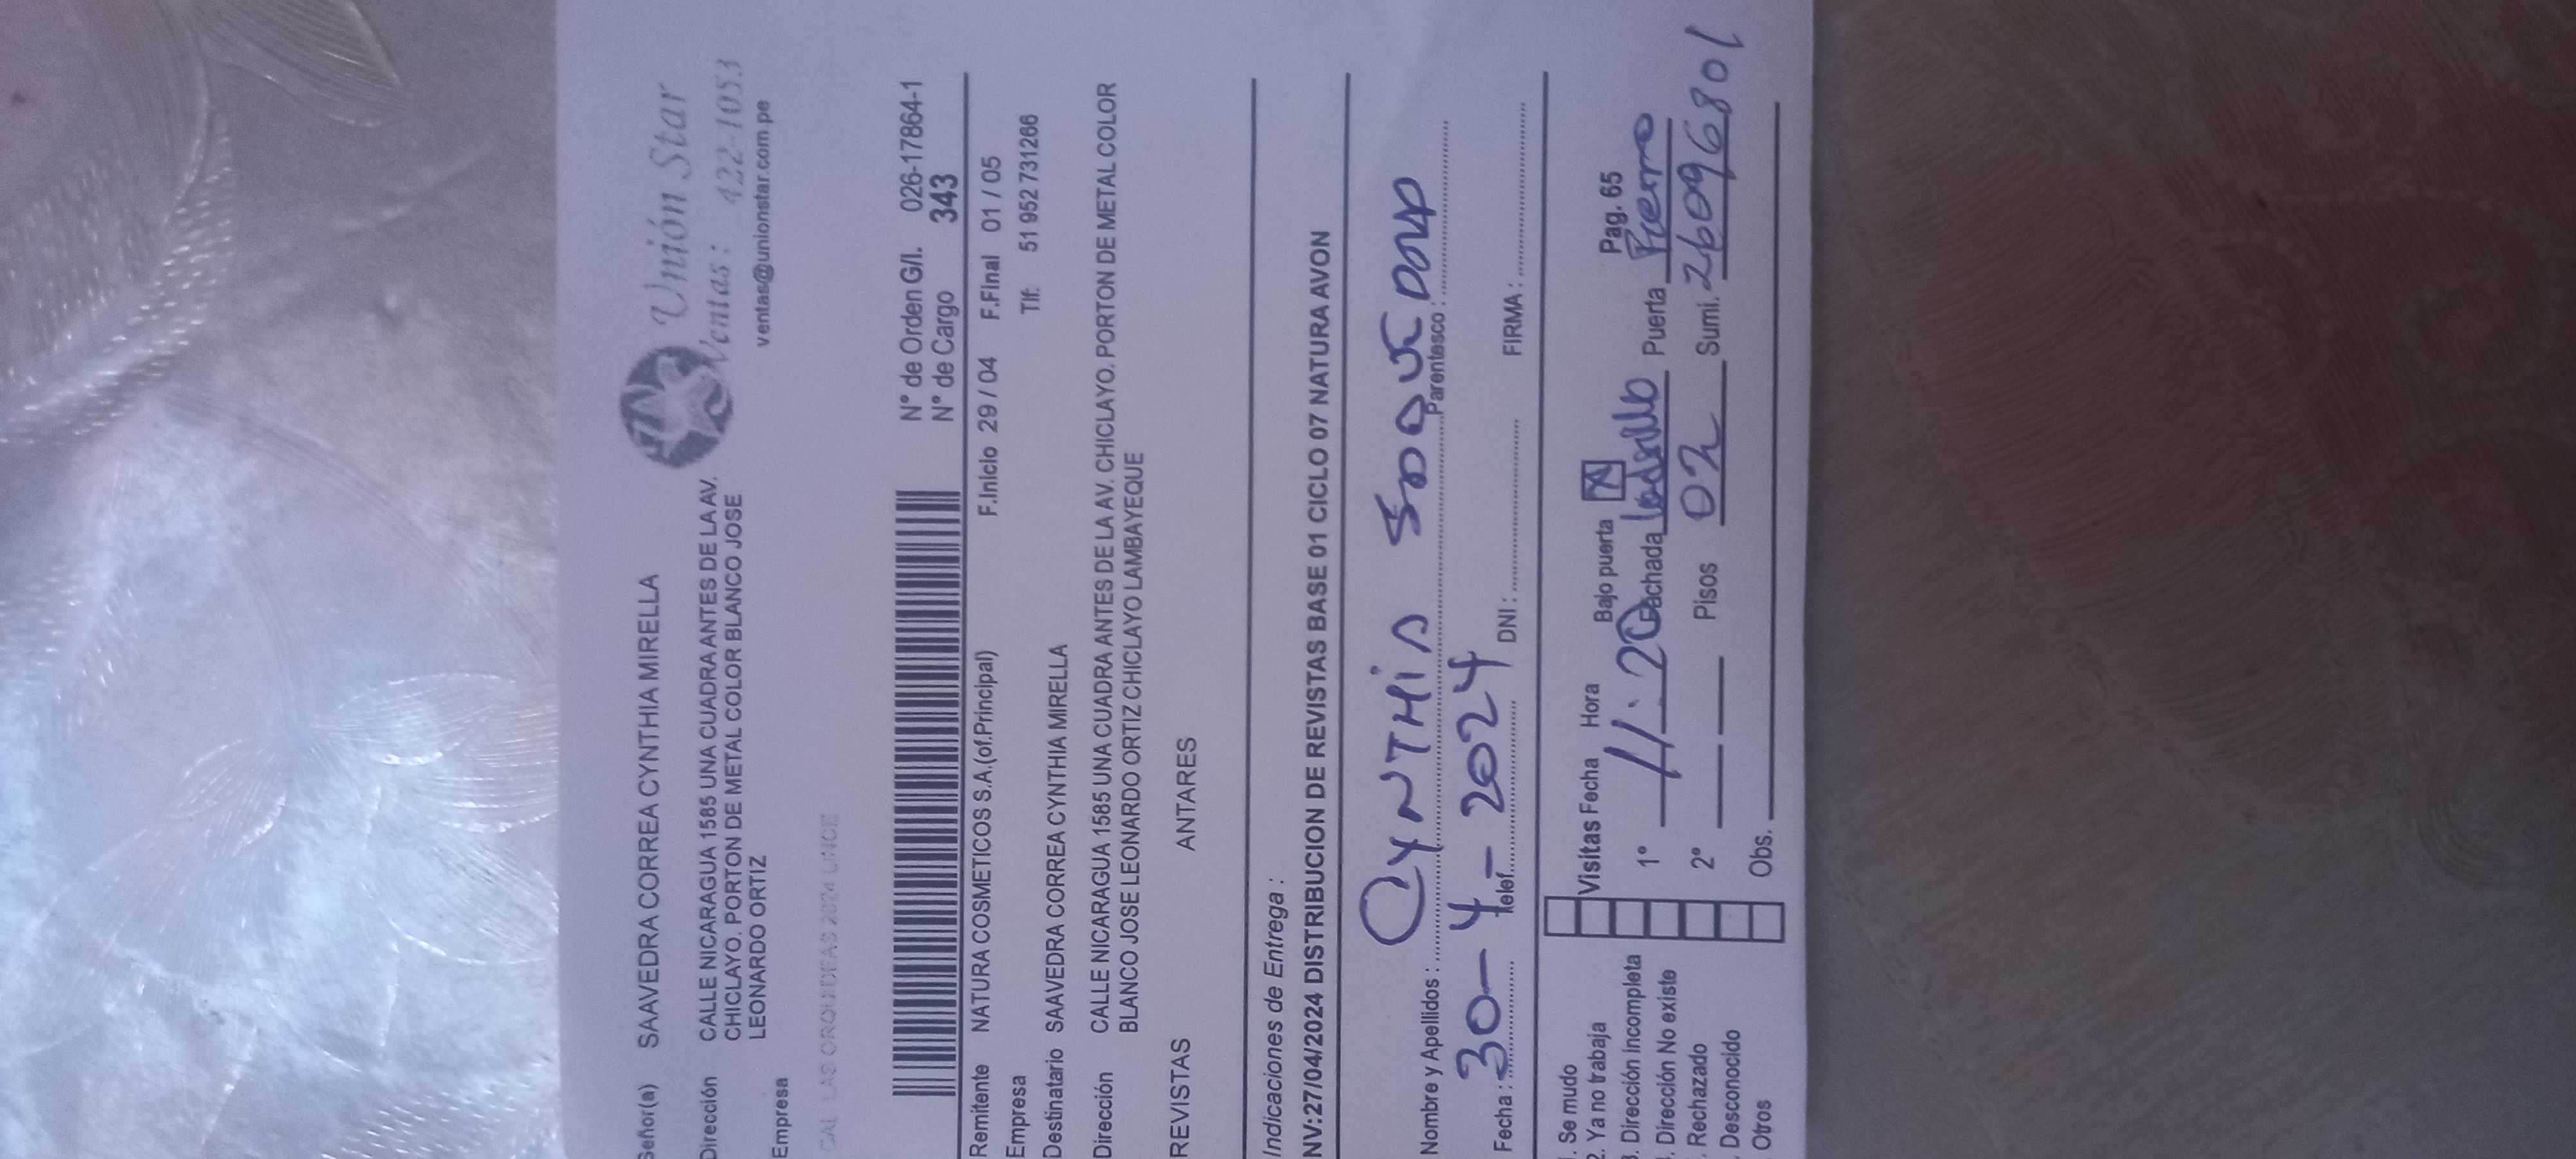 Señor(a) SAAVEDRA CORREA CYNTHIA MIRELLA
Unión Star
Ventas: 422-1053
ventas@unionstar.com.pe
Dirección CALLE NICARAGUA 1585 UNA CUADRA ANTES DE LA AV.
CHICLAYO. PORTON DE METAL COLOR BLANCO JOSE
LEONARDO ORTIZ
Empresa
CAL LAS ORQUIDEAS 2674 LINCE
N° de Orden G/I. 026-17864-1
N° de Cargo 343
Remitente NATURA COSMETICOS S.A.(of.Principal) F.Inicio 29 / 04 F.Final 01 / 05
Empresa Tlf. 51 952 731266
Destinatario SAAVEDRA CORREA CYNTHIA MIRELLA
Dirección CALLE NICARAGUA 1585 UNA CUADRA ANTES DE LA AV. CHICLAYO. PORTON DE METAL COLOR
BLANCO JOSE LEONARDO ORTIZ CHICLAYO LAMBAYEQUE
REVISTAS ANTARES
Indicaciones de Entrega :
NV:27/04/2024 DISTRIBUCION DE REVISTAS BASE 01 CICLO 07 NATURA AVON
Nombre y Apellidos : CYNTHIA Parentesco :
Fecha : 30-4-2024 Telef. DNI : FIRMA :
1. Se mudo
2. Ya no trabaja Visitas Fecha Hora Bajo puerta X Pag. 65
3. Dirección incompleta 1° 11:20 Fachada ladrillo Puerta Fierro
. Dirección No existe
. Rechazado 2° Pisos 02 Sumi. 26096801
. Desconocido
Otros Obs.